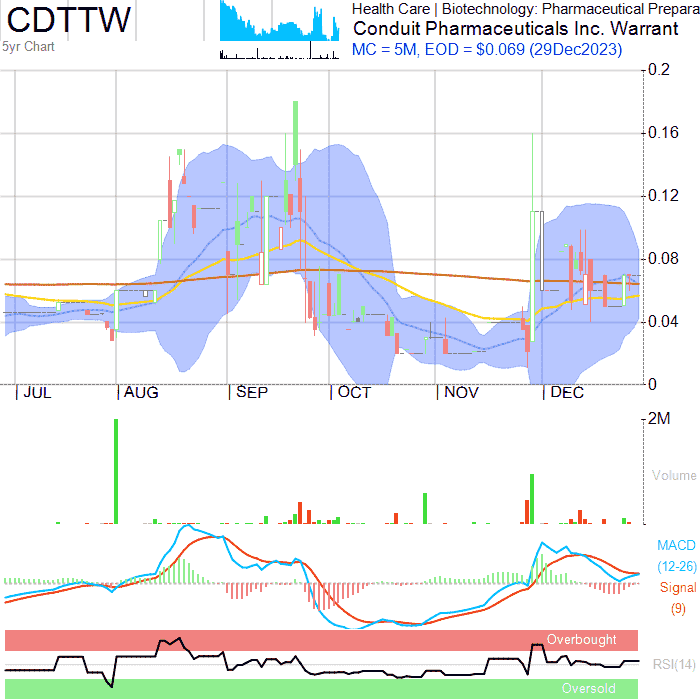 CDTTW
5yr Chart
Health Care | Biotechnology: Pharmaceutical Prepara
Conduit Pharmaceuticals Inc. Warrant
MC = 5M, EOD = $0.069 (29Dec2023)
0.2
0.16
0.12
0.08
0.04
0
JUL
AUG
SEP
OCT
NOV
DEC
2M
Volume
MACD
(12-26)
Signal
(9)
Overbought
RSI(14)
Oversold